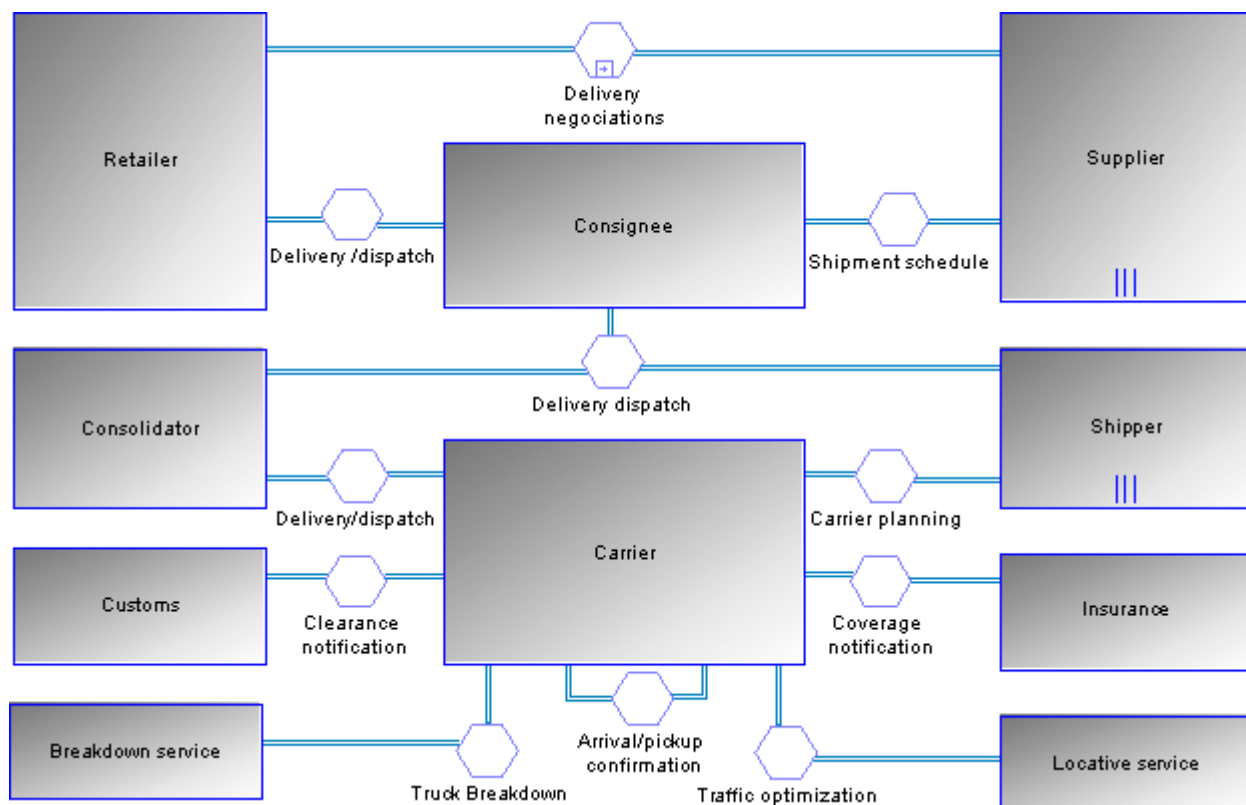 Delivery
negociations
Retailer
Supplier
Consignee
Delivery /dispatch
Shipment schedule
Consolidator
Delivery dispatch
Shipper
Delivery/dispatch
Carrier planning
Carrier
Customs
Clearance
notification
Coverage
notification
Insurance
Breakdown service
Arrival/pickup
confirmation
Locative service
Truck Breakdown
Traffic optimization